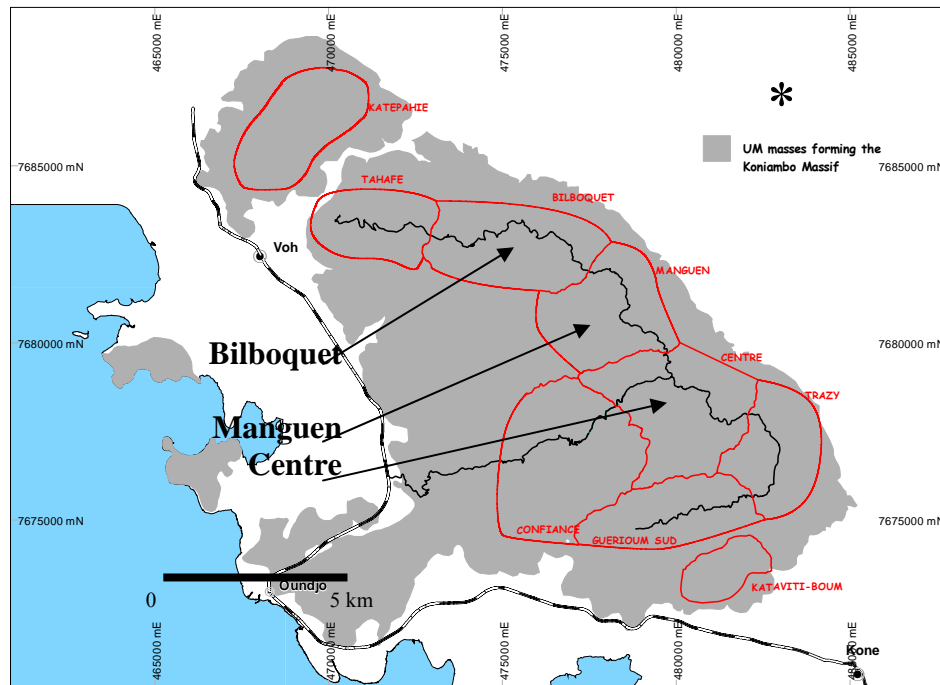 465000 mE
470000 mE
475000 mE
480000 mE
485000 mE
KATEPAHIE
*
UM masses forming the
Koniambo Massif
7685000 mN
7685000 mN
TAHAFE
BILBOQUET
Voh
MANGUEN
7680000 mN
7680000 mN
Bilboquet
CENTRE
TRAZY
Manguen
Centre
7675000 mN
7675000 mN
CONFIANCE
GUERIOUM SUD
Oundjo
KATAVITI-BOUM
0
5 km
465000 mE
470000 mE
475000 mE
480000 mE
485000 mE
Kone